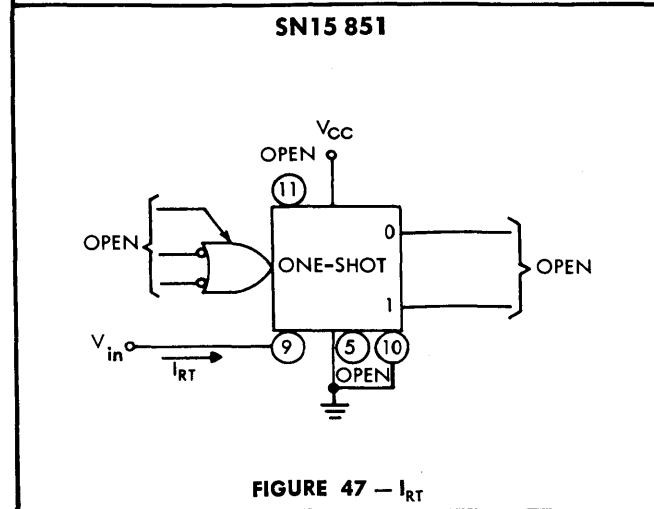 SN15 851
VCC
OPEN
11
OPEN
0
ONE-SHOT
OPEN
1
Vin
IRT
9
5
10
OPEN
FIGURE 47 — IRT